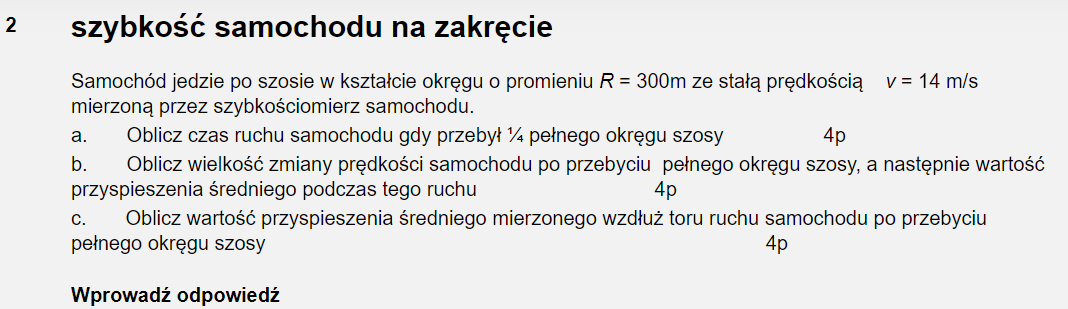 2 szybkość samochodu na zakręcie
Samochód jedzie po szosie w kształcie okręgu o promieniu R = 300m ze stałą prędkością v = 14 m/s
mierzoną przez szybkościomierz samochodu.
a. Oblicz czas ruchu samochodu gdy przebył ¼ pełnego okręgu szosy 4p
b. Oblicz wielkość zmiany prędkości samochodu po przebyciu pełnego okręgu szosy, a następnie wartość
przyspieszenia średniego podczas tego ruchu 4p
c. Oblicz wartość przyspieszenia średniego mierzonego wzdłuż toru ruchu samochodu po przebyciu
pełnego okręgu szosy 4p
Wprowadź odpowiedź